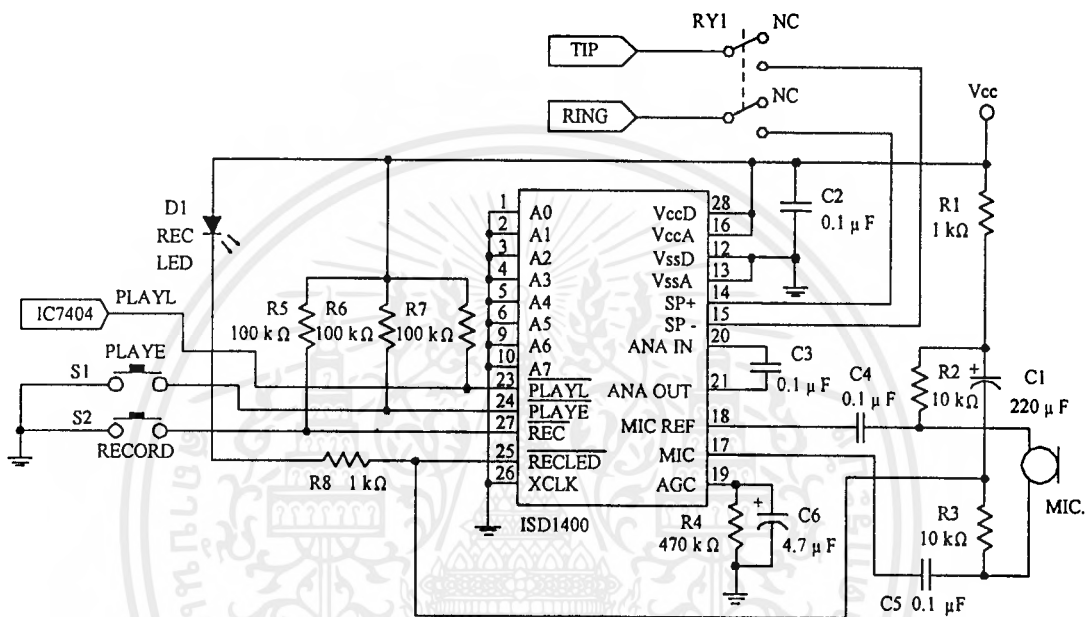 RY1
NC
TIP
NC
RING
Vcc
D1
REC
LED
1 A0
2 A1
3 A2
4 A3
5 A4
6 A5
9 A6
10 A7
23 PLAYL
24 PLAYE
27 REC
25 RECLED
26 XCLK
VccD 28
VccA 16
VssD 12
VssA 13
SP+ 14
SP - 15
ANA IN 20
ANA OUT 21
MIC REF 18
MIC 17
AGC 19
ISD1400
C2
0.1 µF
R1
1 kΩ
PLAYL
IC7404
R5
100 kΩ
R6
100 kΩ
R7
100 kΩ
PLAYE
S1
S2
RECORD
R8 1 kΩ
C3
0.1 µF
C4
0.1 µF
R2
10 kΩ
+
C1
220 µF
MIC.
R3
10 kΩ
R4
470 kΩ
+
C6
4.7 µF
C5 0.1 µF